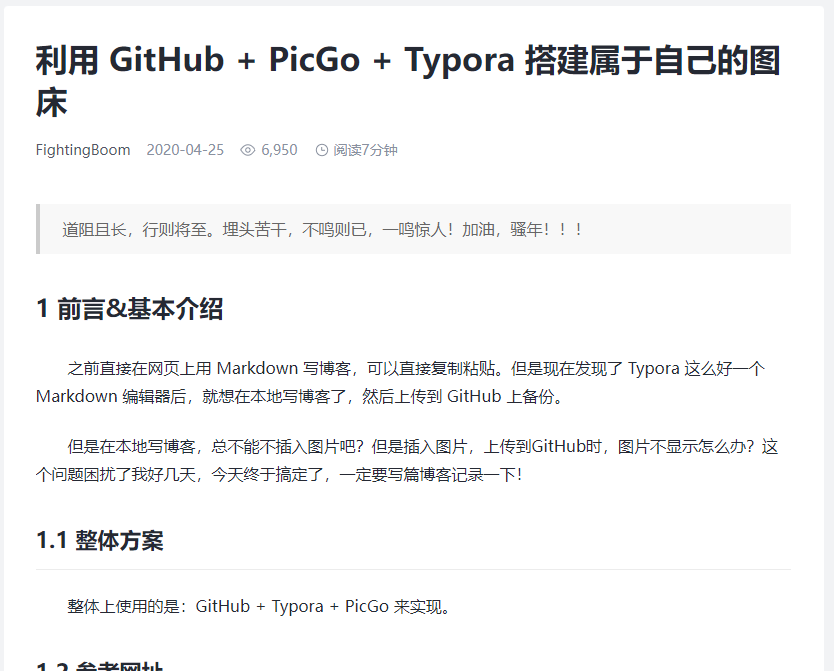 利用 GitHub + PicGo + Typora 搭建属于自己的图
床
FightingBoom 2020-04-25 6,950 阅读7分钟
道阻且长，行则将至。埋头苦干，不鸣则已，一鸣惊人！加油，骚年！！！
1 前言&基本介绍
之前直接在网页上用 Markdown 写博客，可以直接复制粘贴。但是现在发现了 Typora 这么好一个
Markdown 编辑器后，就想在本地写博客了，然后上传到 GitHub 上备份。
但是在本地写博客，总不能不插入图片吧？但是插入图片，上传到GitHub时，图片不显示怎么办？这
个问题困扰了我好几天，今天终于搞定了，一定要写篇博客记录一下！
1.1 整体方案
整体上使用的是：GitHub + Typora + PicGo 来实现。
1.2 参考网址